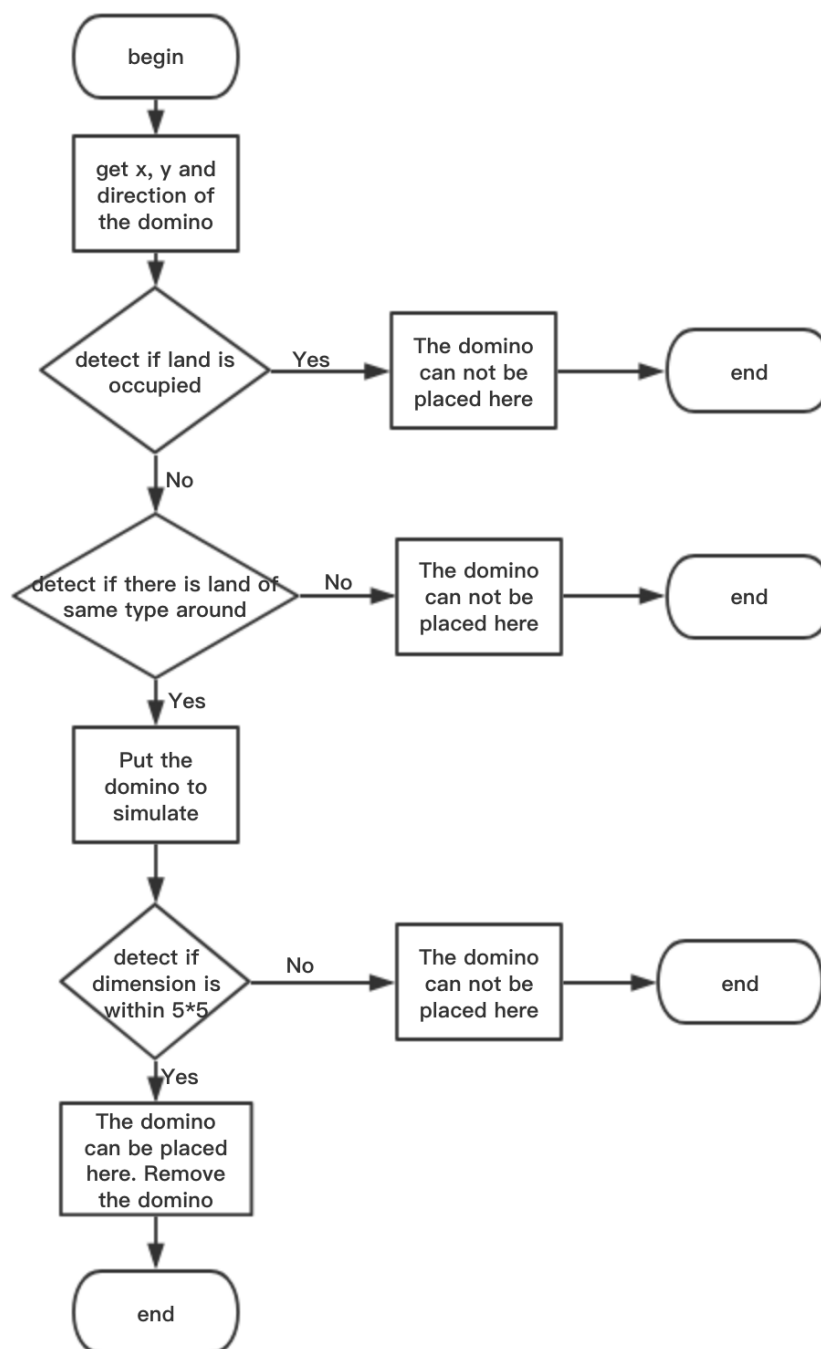 begin
get x, y and
direction of
the domino
detect if land is
occupied
Yes
The domino
can not be
placed here
end
No
detect if there is land of
same type around
No
The domino
can not be
placed here
end
Yes
Put the
domino to
simulate
detect if
dimension is
within 5*5
No
The domino
can not be
placed here
end
Yes
The domino
can be placed
here. Remove
the domino
end